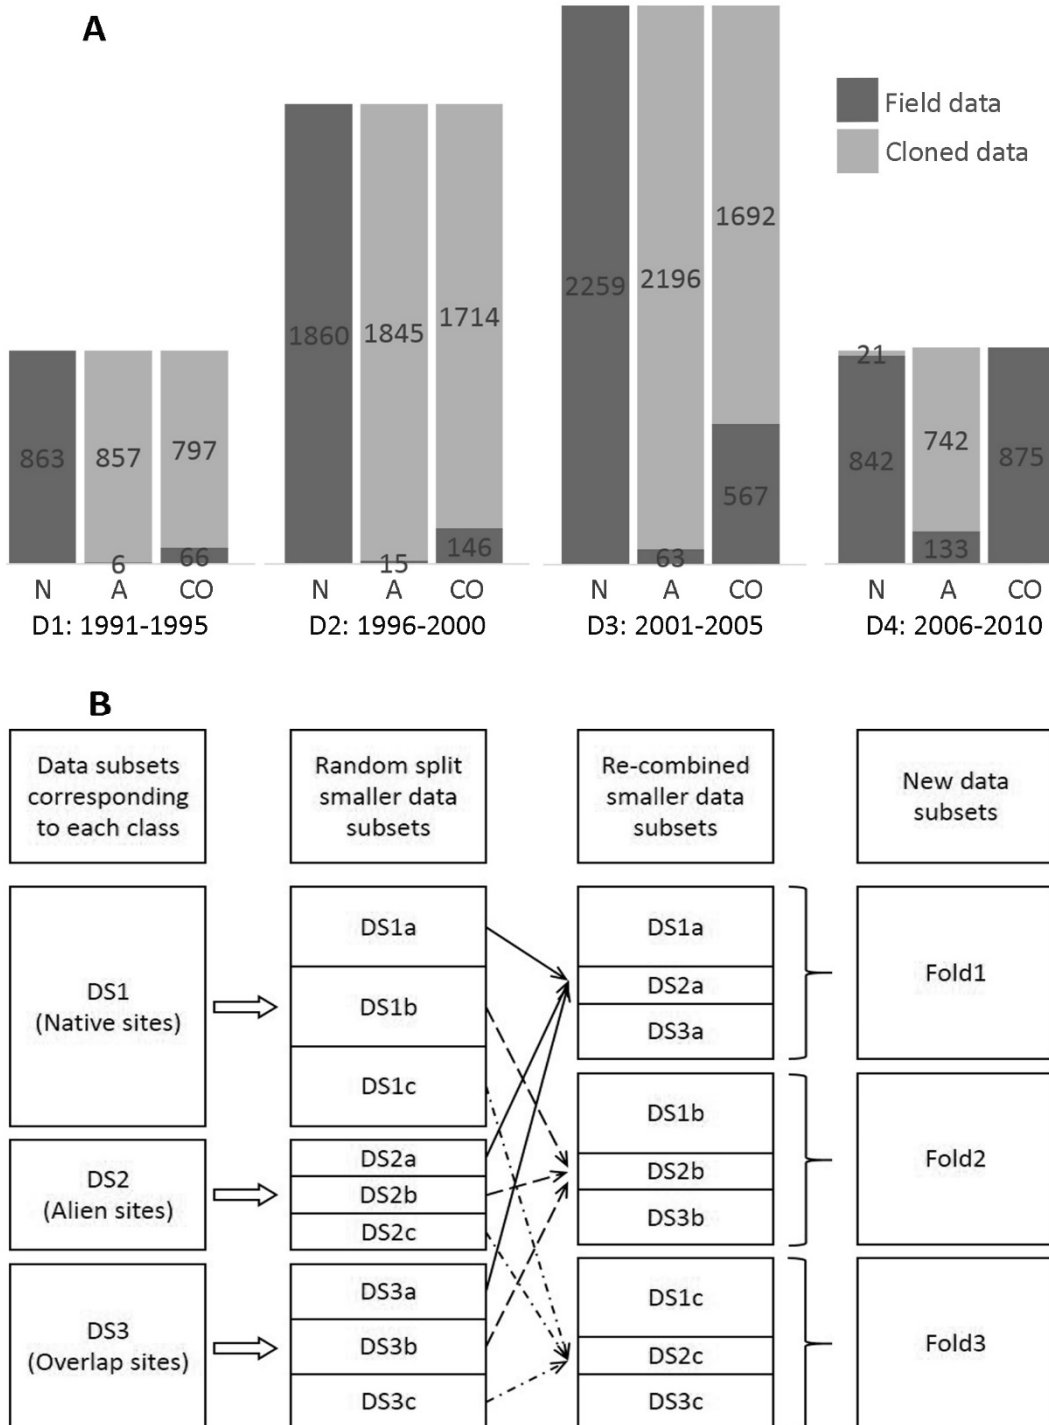 A
Field data
Cloned data
863
857
6
797
66
N
A
CO
D1: 1991-1995
1860
1845
15
1714
146
N
A
CO
D2: 1996-2000
2259
2196
63
1692
567
N
A
CO
D3: 2001-2005
21
842
742
133
875
N
A
CO
D4: 2006-2010
B
Data subsets
corresponding
to each class
Random split
smaller data
subsets
Re-combined
smaller data
subsets
New data
subsets
DS1
(Native sites)
DS2
(Alien sites)
DS3
(Overlap sites)
DS1a
DS1b
DS1c
DS2a
DS2b
DS2c
DS3a
DS3b
DS3c
DS1a
DS2a
DS3a
DS1b
DS2b
DS3b
DS1c
DS2c
DS3c
Fold1
Fold2
Fold3